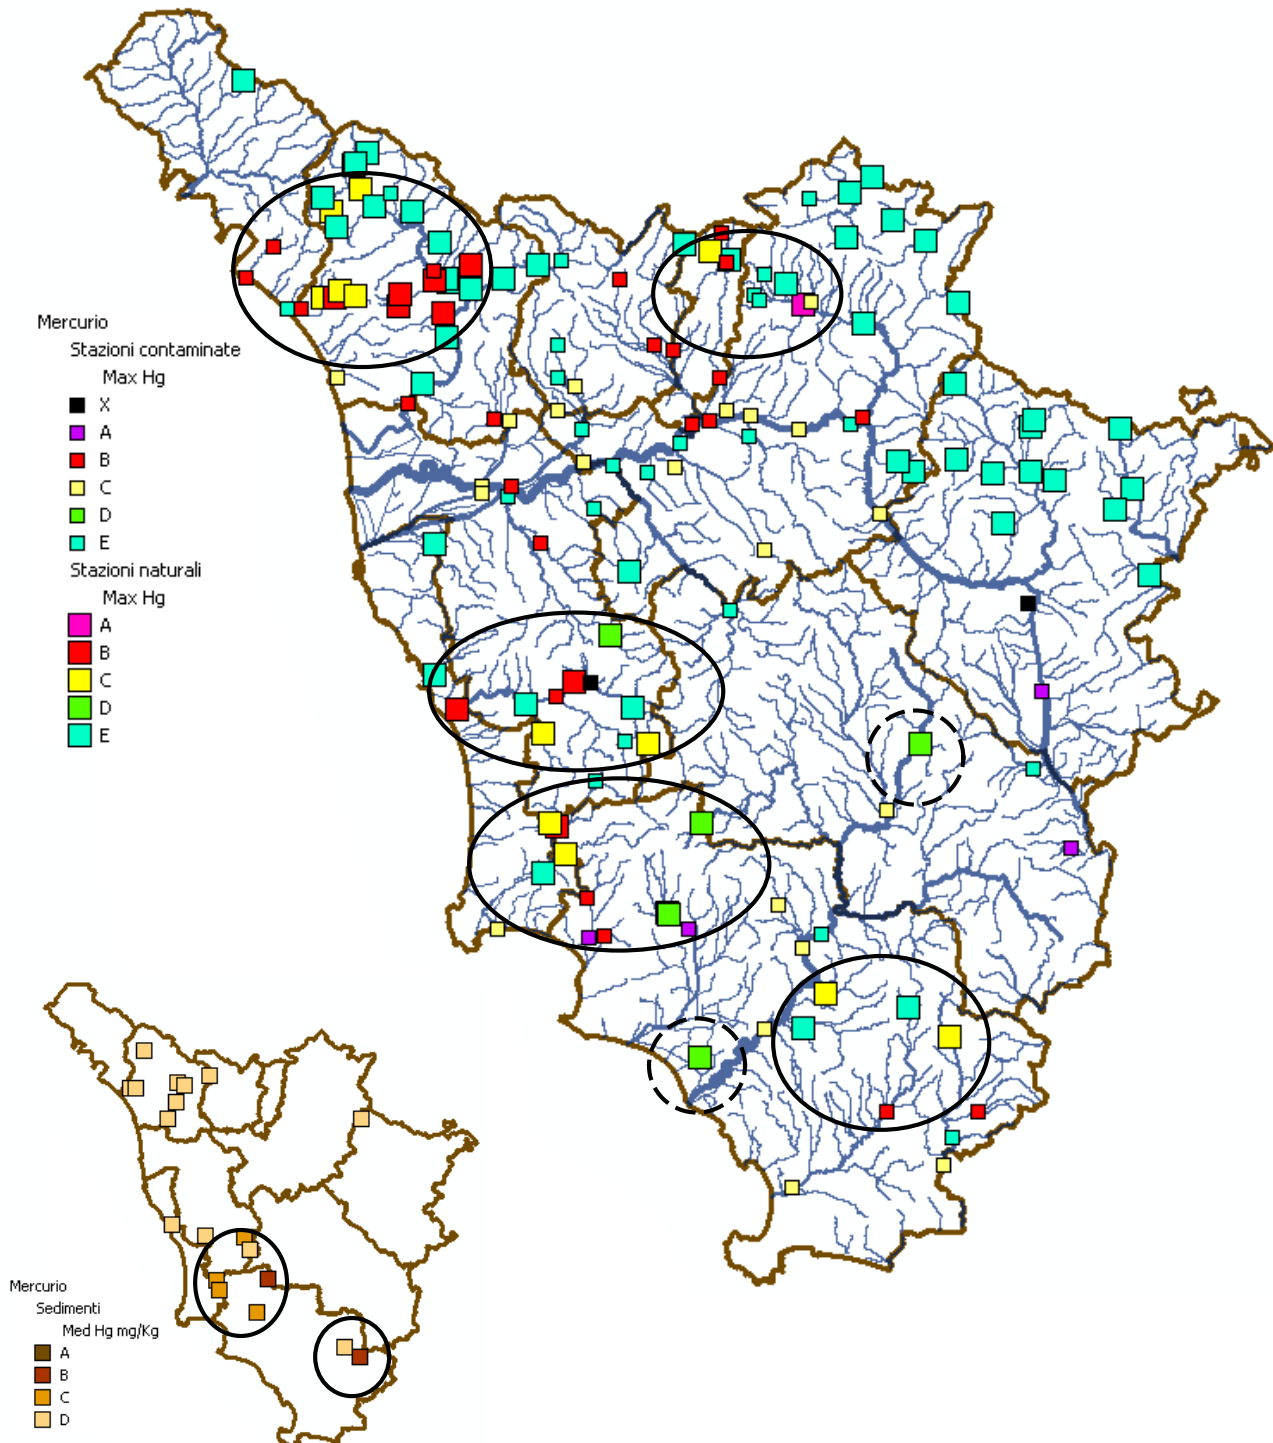 Mercurio
Stazioni contaminate
Max Hg
X
A
B
C
D
E
Stazioni naturali
Max Hg
A
B
C
D
E
Mercurio
Sedimenti
Med Hg mg/Kg
A
B
C
D